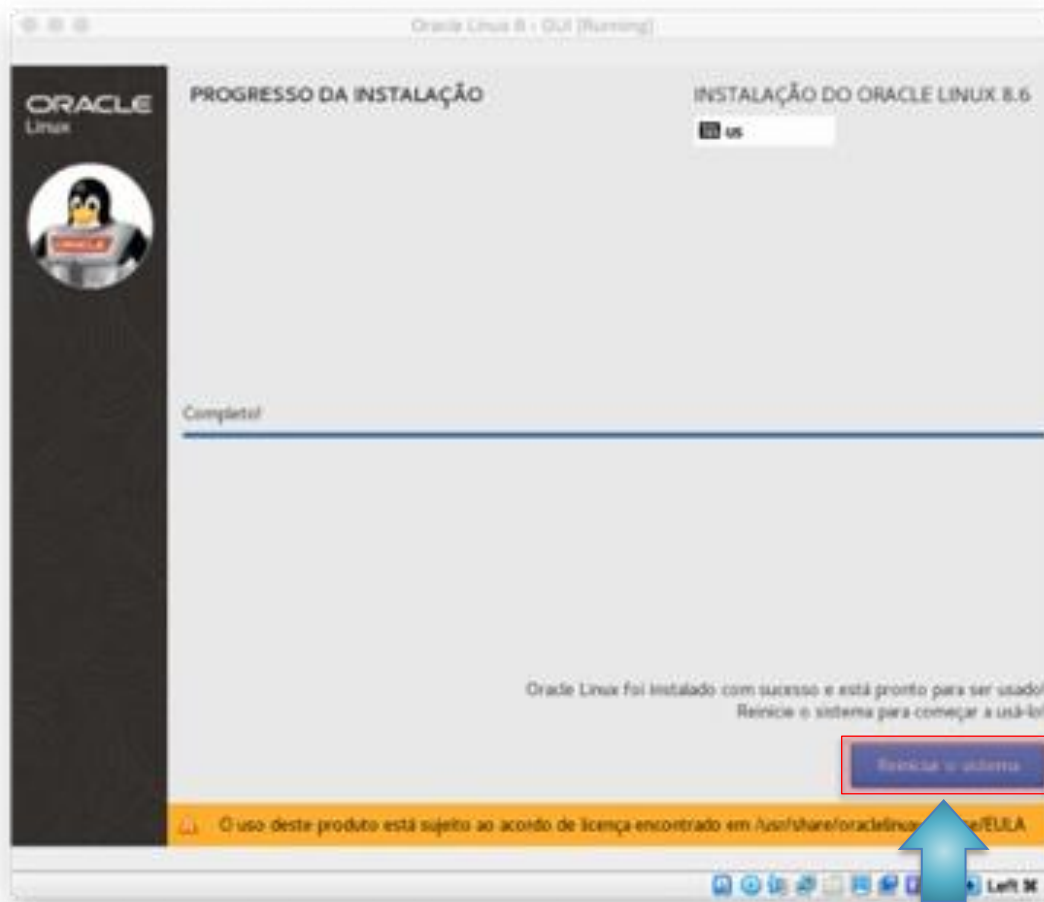 Oracle Linux 8 - GUI [Running]
ORACLE
Linux
PROGRESSO DA INSTALAÇÃO
INSTALAÇÃO DO ORACLE LINUX 8.6
us
ORACLE
Completo!
Oracle Linux foi instalado com sucesso e está pronto para ser usado!
Reinicie o sistema para começar a usá-lo!
Reiniciar o sistema
O uso deste produto está sujeito ao acordo de licença encontrado em /usr/share/oraclelinux se/EULA
Left ⌘